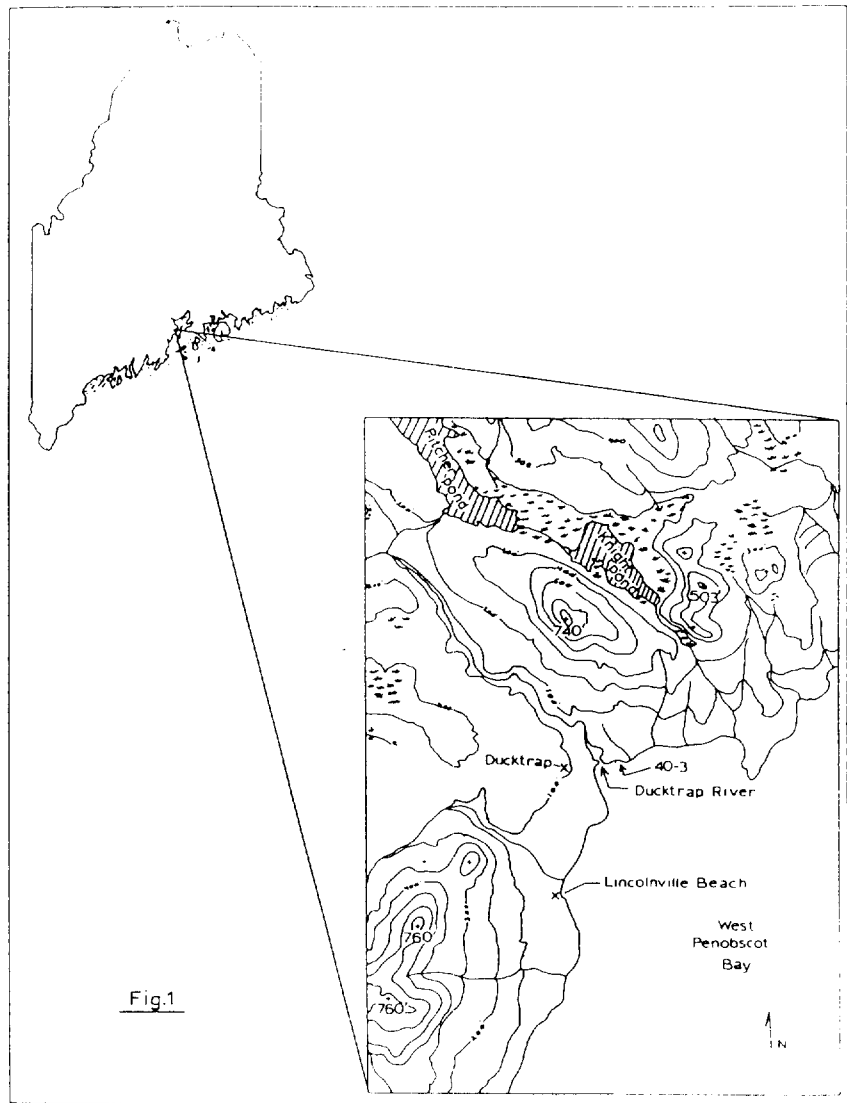 Pitcher
Pond
Knight
Pond
503'
740'
Ducktrap
40-3
Ducktrap River
Lincolnville Beach
West
Penobscot
Bay
760'
760'
N
Fig.1